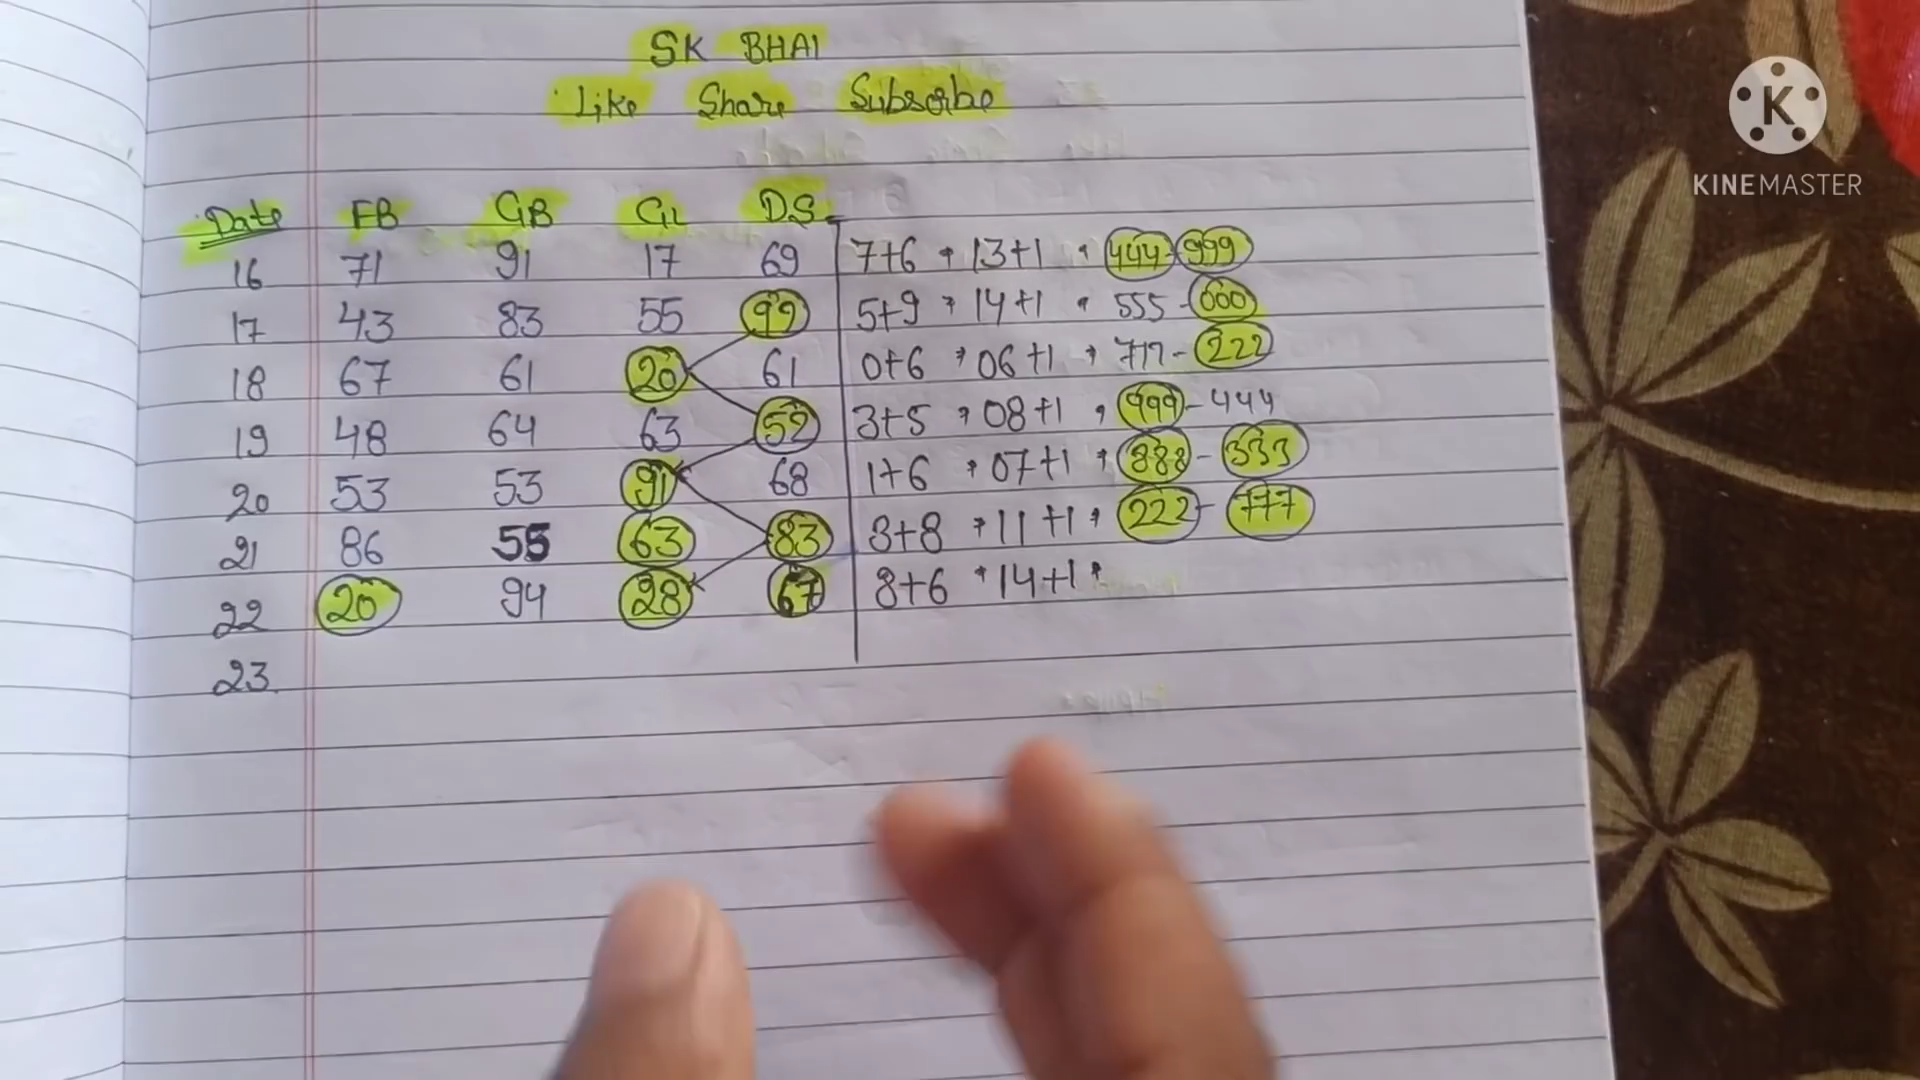 SK BHAI
Like Share Subscribe
K
KINEMASTER
Date FB GB GL D.S
16 71 91 17 69 7+6 * 13+1 * 444-999
17 43 83 55 99 5+9 * 14+1 * 555-000
18 67 61 20 61 0+6 * 06+1 * 777-222
19 48 64 63 52 3+5 * 08+1 * 999-444
20 53 53 91 68 1+6 * 07+1 * 888-333
21 86 55 63 83 3+8 * 11+1 * 222-777
22 20 94 28 67 8+6 * 14+1 *
23